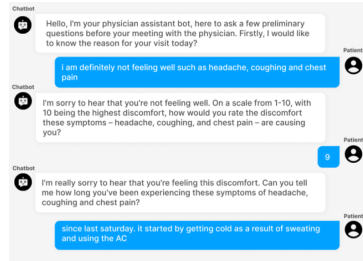 Chatbot
Hello, I'm your physician assistant bot, here to ask a few preliminary
questions before your meeting with the physician. Firstly, I would like
to know the reason for your visit today?
Patient
i am definitely not feeling well such as headache, coughing and chest
pain
Chatbot
I'm sorry to hear that you're not feeling well. On a scale from 1-10, with
10 being the highest discomfort, how would you rate the discomfort
these symptoms – headache, coughing, and chest pain – are causing
you?
Patient
9
Chatbot
I'm really sorry to hear that you're feeling this discomfort. Can you tell
me how long you've been experiencing these symptoms of headache,
coughing and chest pain?
Patient
since last saturday. it started by getting cold as a result of sweating
and using the AC